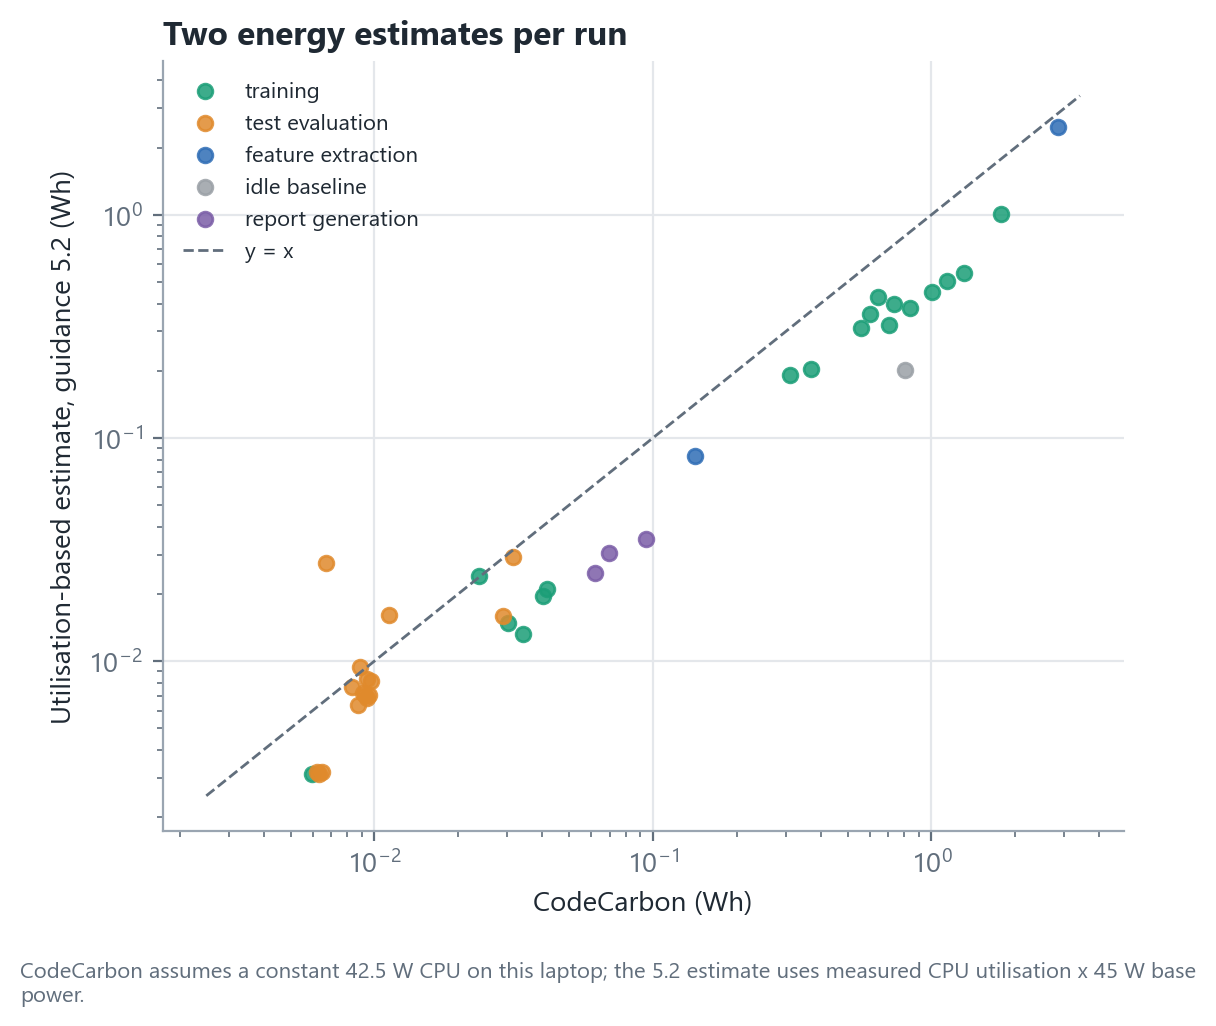 Two energy estimates per run
training
test evaluation
feature extraction
idle baseline
report generation
y = x
Utilisation-based estimate, guidance 5.2 (Wh)
10⁰
10⁻¹
10⁻²
10⁻²
10⁻¹
10⁰
CodeCarbon (Wh)
CodeCarbon assumes a constant 42.5 W CPU on this laptop; the 5.2 estimate uses measured CPU utilisation x 45 W base
power.